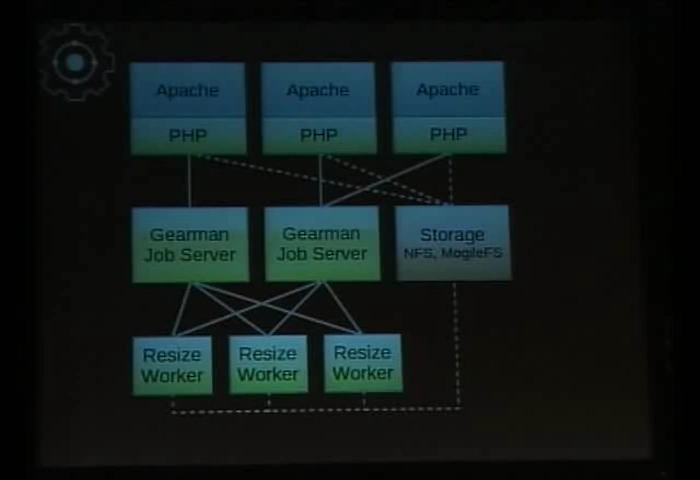 Apache
Apache
Apache
PHP
PHP
PHP
Gearman
Job Server
Gearman
Job Server
Storage
NFS, MogileFS
Resize
Worker
Resize
Worker
Resize
Worker